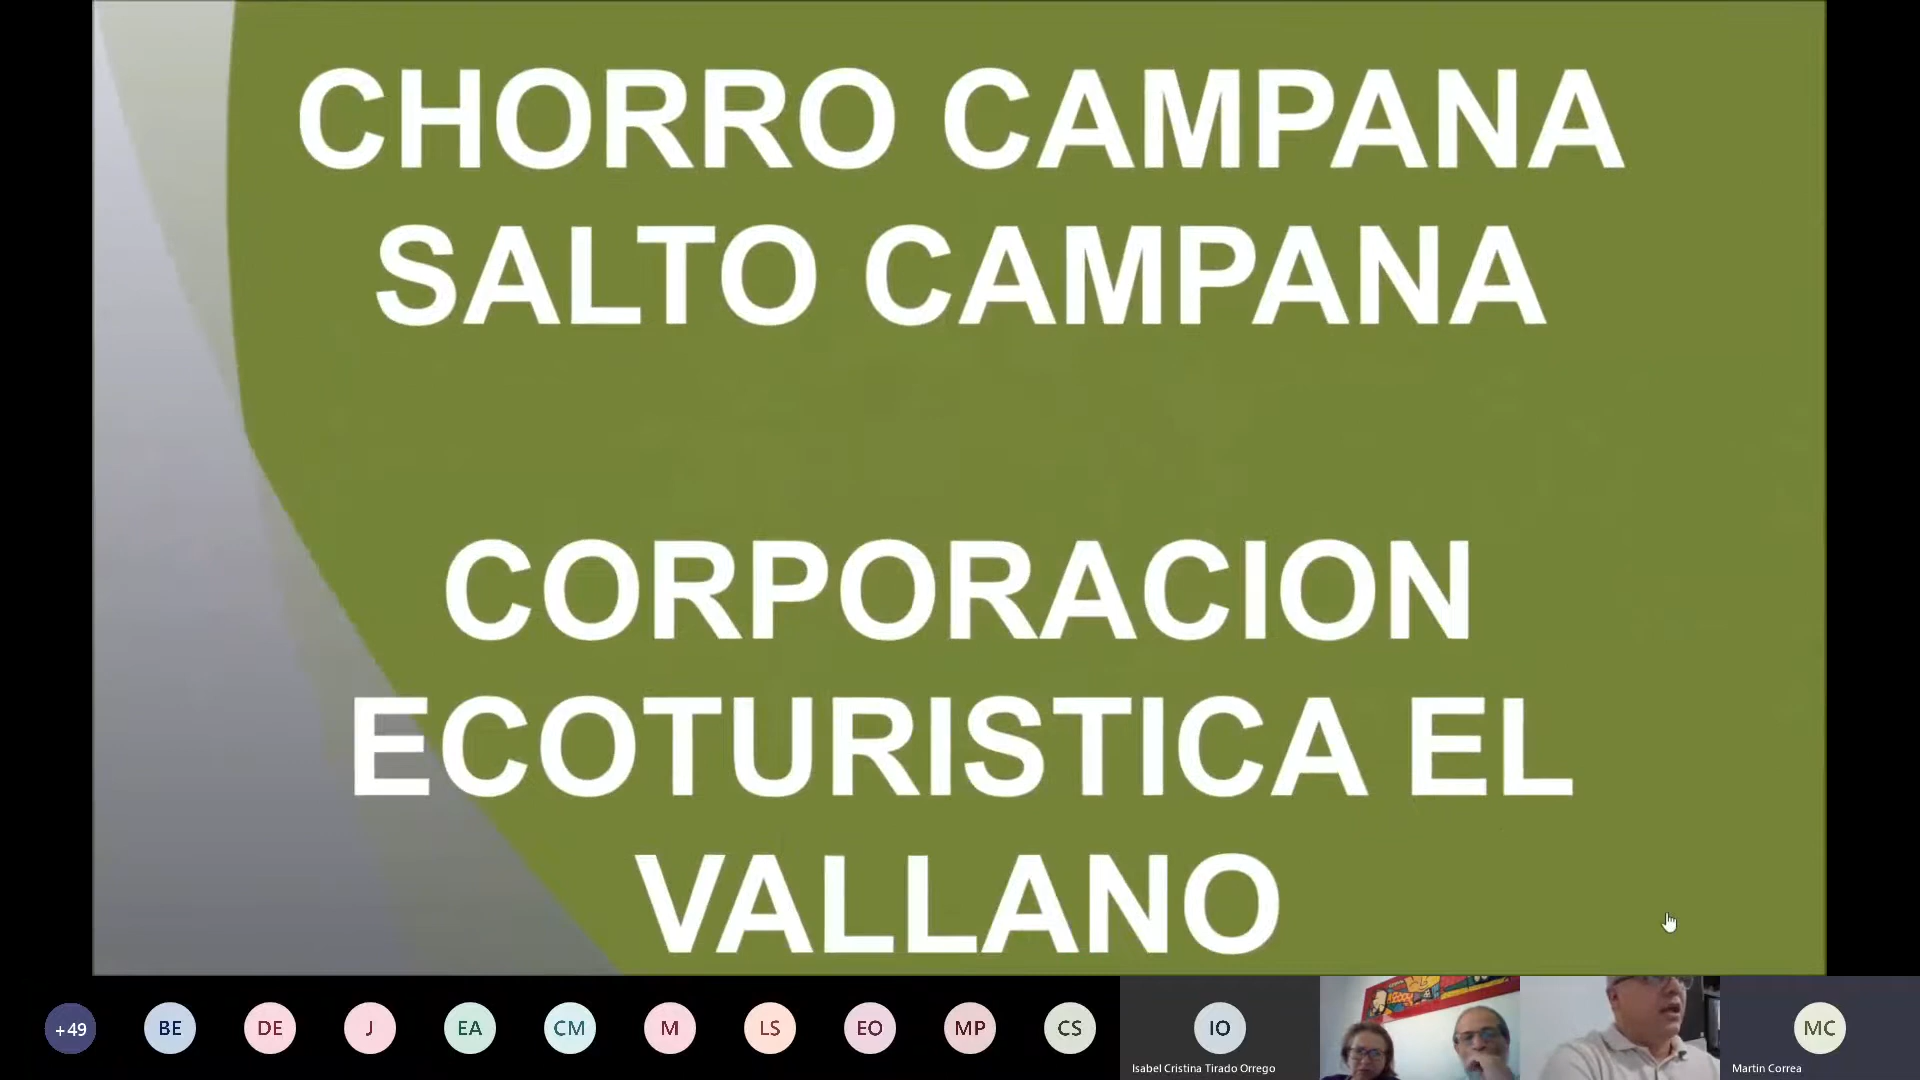 CHORRO CAMPANA
SALTO CAMPANA
CORPORACION
ECOTURISTICA EL
VALLANO
+49
BE
DE
J
EA
CM
M
LS
EO
MP
CS
IO
Isabel Cristina Tirado Orrego
MC
Martin Correa